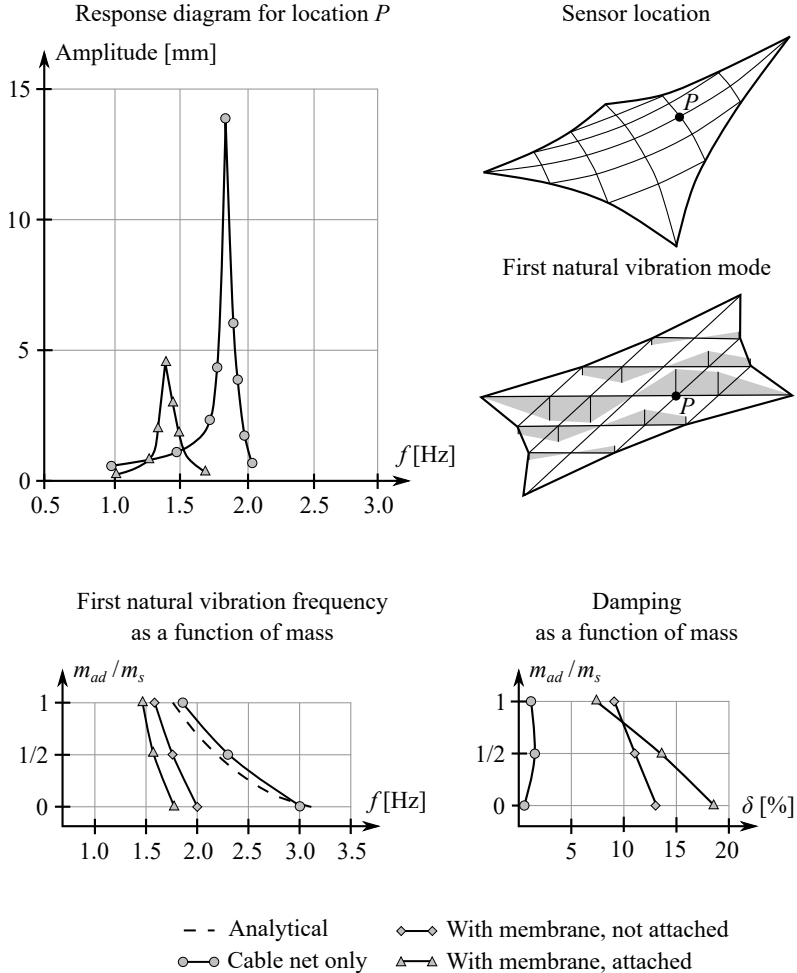 Response diagram for location P
Amplitude [mm]
15
10
5
0
f [Hz]
0.5 1.0 1.5 2.0 2.5 3.0
Sensor location
P
First natural vibration mode
P
First natural vibration frequency
as a function of mass
m_ad / m_s
1
1/2
0
f [Hz]
1.0 1.5 2.0 2.5 3.0 3.5
Damping
as a function of mass
m_ad / m_s
1
1/2
0
δ [%]
5 10 15 20
Analytical
Cable net only
With membrane, not attached
With membrane, attached